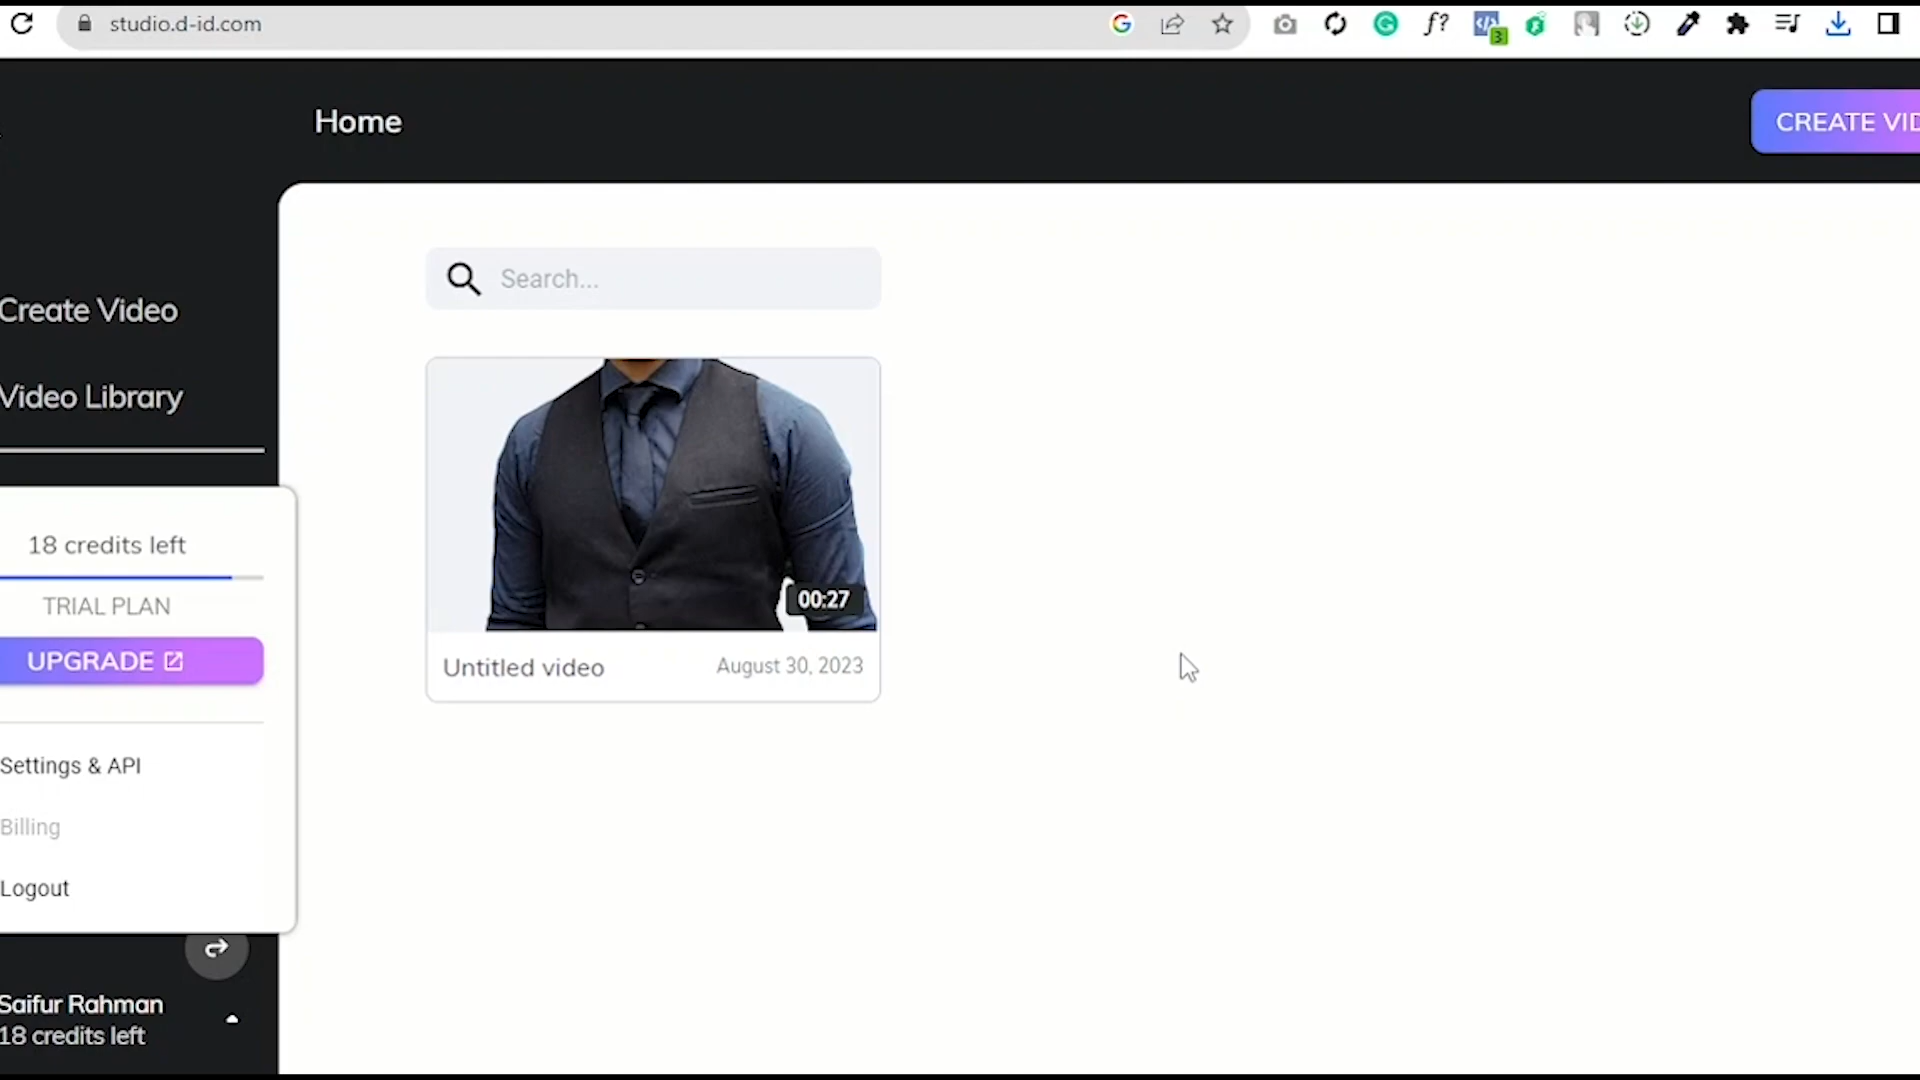 studio.d-id.com
Home
CREATE VID
Search...
Create Video
Video Library
18 credits left
TRIAL PLAN
UPGRADE
Settings & API
Billing
Logout
00:27
Untitled video
August 30, 2023
Saifur Rahman
18 credits left
f?
</>
3